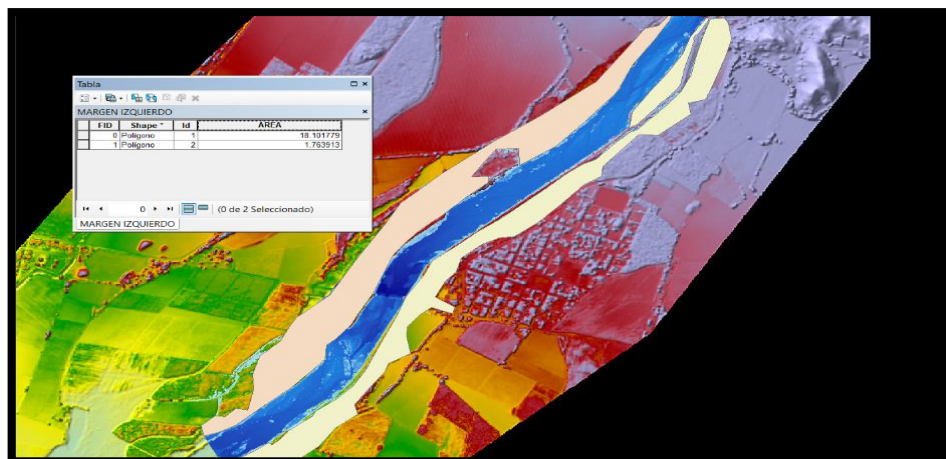 Tabla
MARGEN IZQUIERDO
FID Shape * Id AREA
0 Polígono 1 18.101779
1 Polígono 2 1.763913
0 (0 de 2 Seleccionado)
MARGEN IZQUIERDO